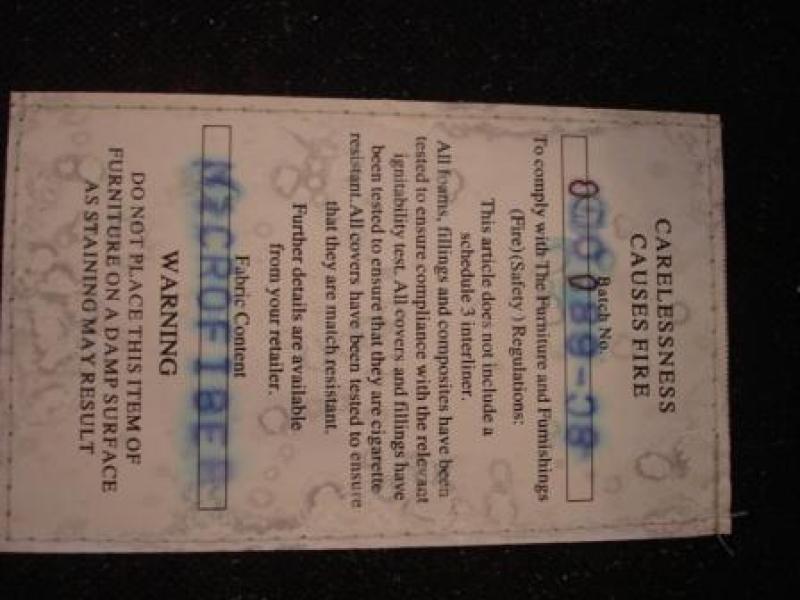 CARELESSNESS
CAUSES FIRE
Batch No.
To comply with The Furniture and Furnishings
(Fire) (Safety) Regulations:
This article does not include a
schedule 3 interliner.
All foams, fillings and composites have been
tested to ensure compliance with the relevant
ignitability test. All covers and fillings have
been tested to ensure that they are cigarette
resistant. All covers have been tested to ensure
that they are match resistant.
Further details are available
from your retailer.
Fabric Content
MICROFIBER
WARNING
DO NOT PLACE THIS ITEM OF
FURNITURE ON A DAMP SURFACE
AS STAINING MAY RESULT